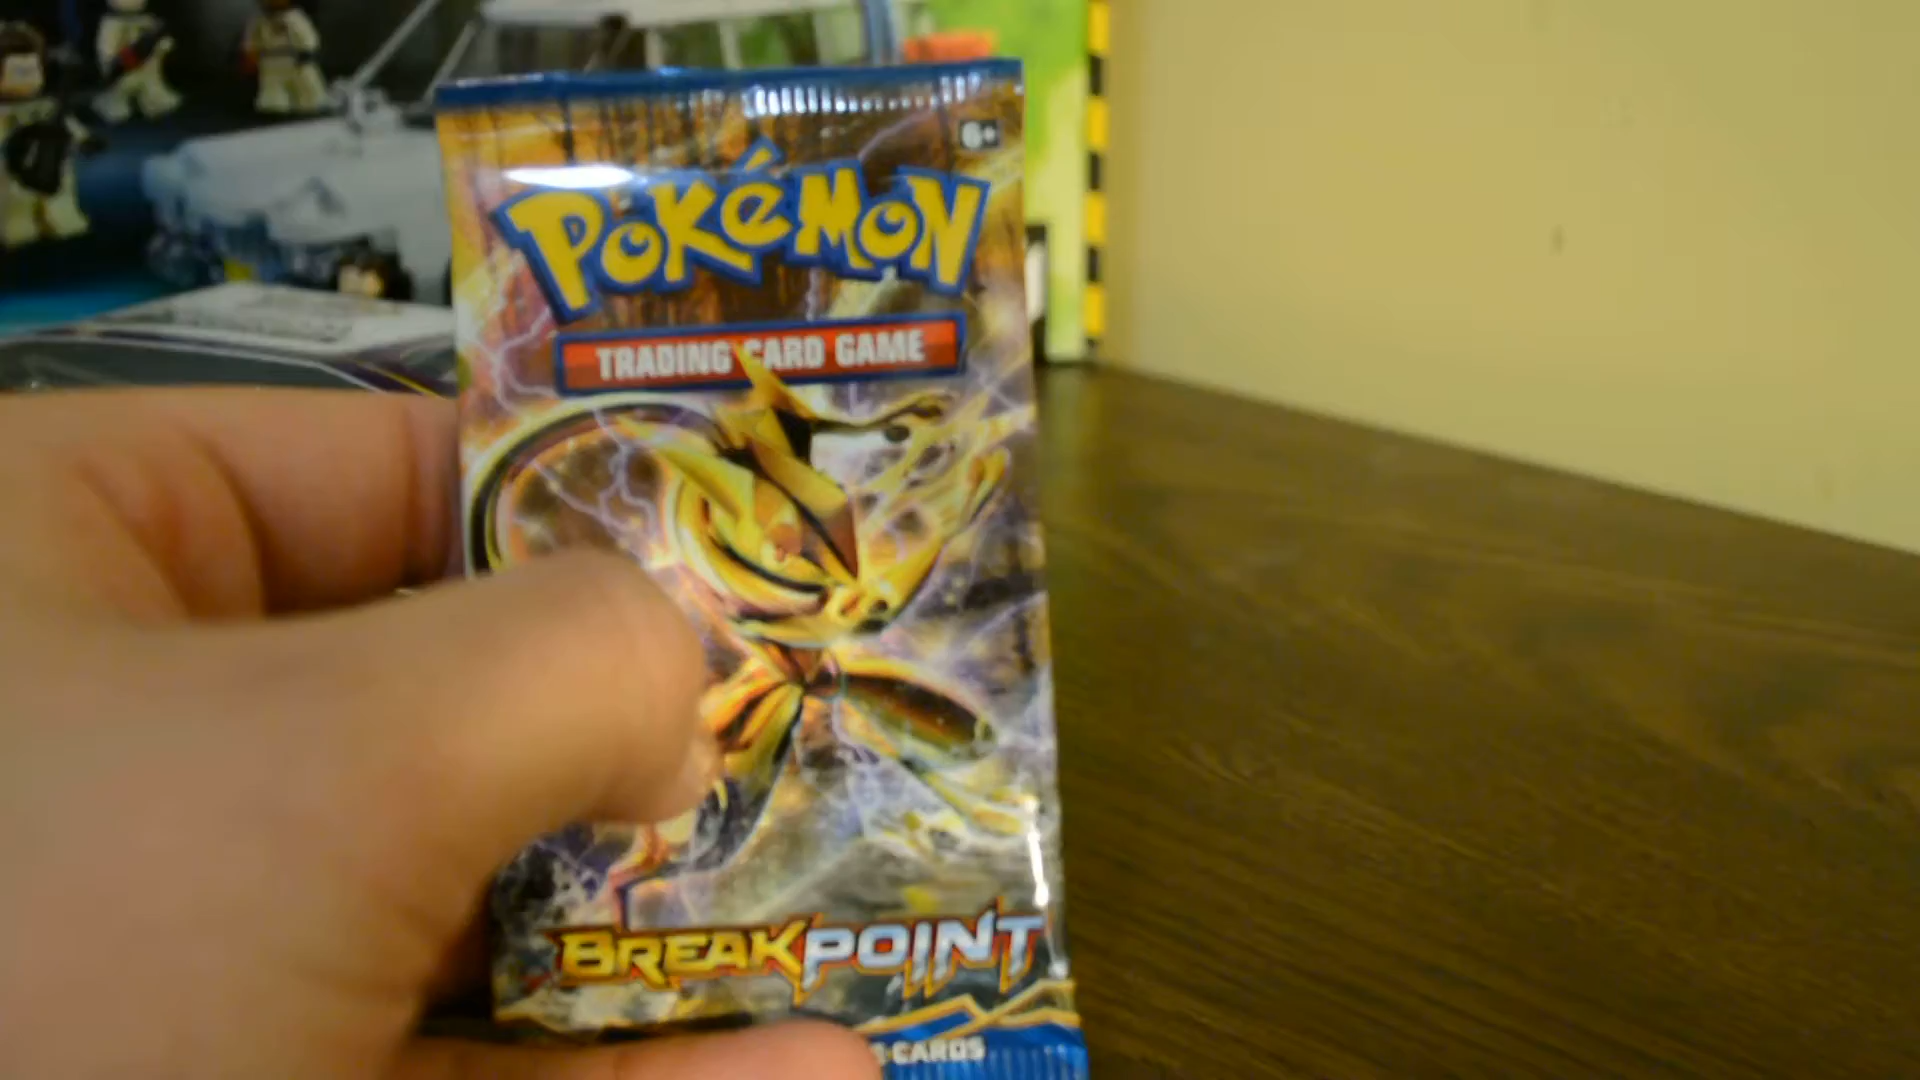 6+
POKéMON
TRADING CARD GAME
BREAKPOINT
CARDS